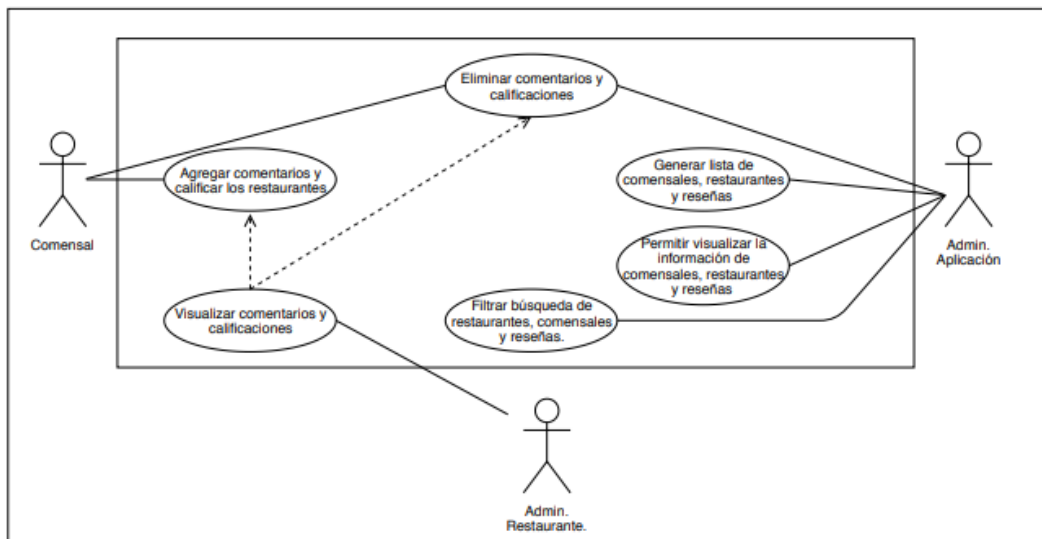 Eliminar comentarios y
calificaciones
Agregar comentarios y
calificar los restaurantes
Generar lista de
comensales, restaurantes
y reseñas
Comensal
Admin.
Aplicación
Permitir visualizar la
información de
comensales, restaurantes
y reseñas
Visualizar comentarios y
calificaciones
Filtrar búsqueda de
restaurantes, comensales
y reseñas.
Admin.
Restaurante.